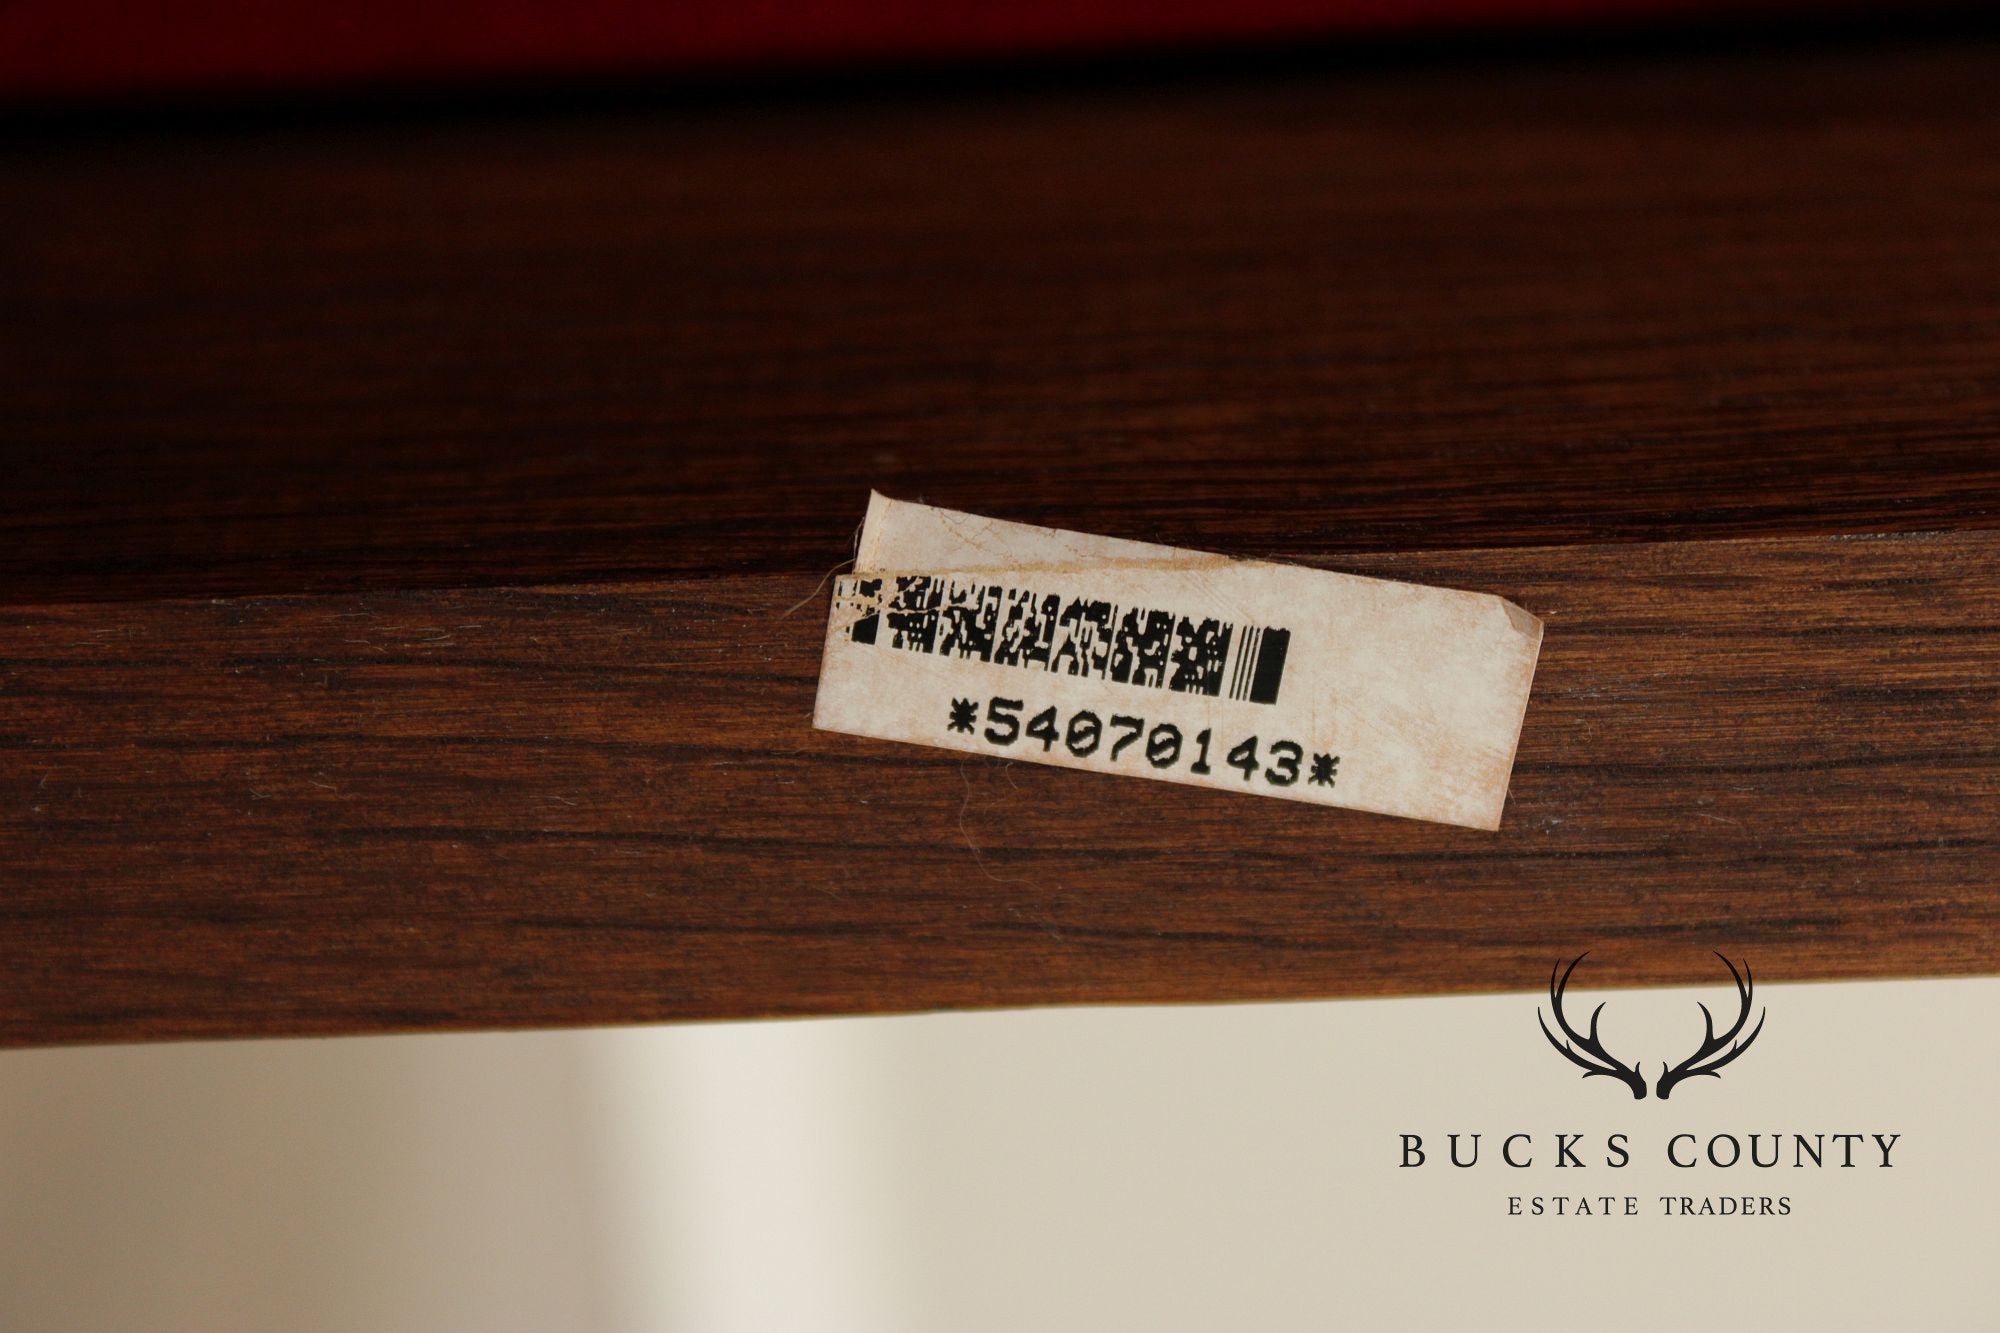 *54070143*
BUCKS COUNTY
ESTATE TRADERS